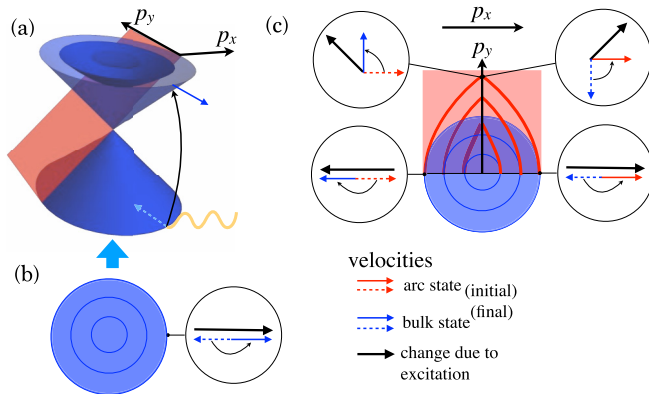 (a)
p_y
p_x
(b)
(c)
p_x
p_y
velocities
arc state (initial)
bulk state (final)
change due to
excitation